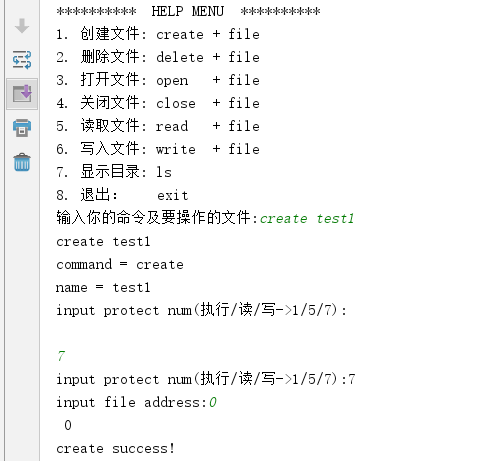 ********** HELP MENU **********
1. 创建文件: create + file
2. 删除文件: delete + file
3. 打开文件: open   + file
4. 关闭文件: close  + file
5. 读取文件: read   + file
6. 写入文件: write  + file
7. 显示目录: ls
8. 退出：   exit
输入你的命令及要操作的文件:create test1
create test1
command = create
name = test1
input protect num(执行/读/写->1/5/7):
7
input protect num(执行/读/写->1/5/7):7
input file address:0
0
create success!